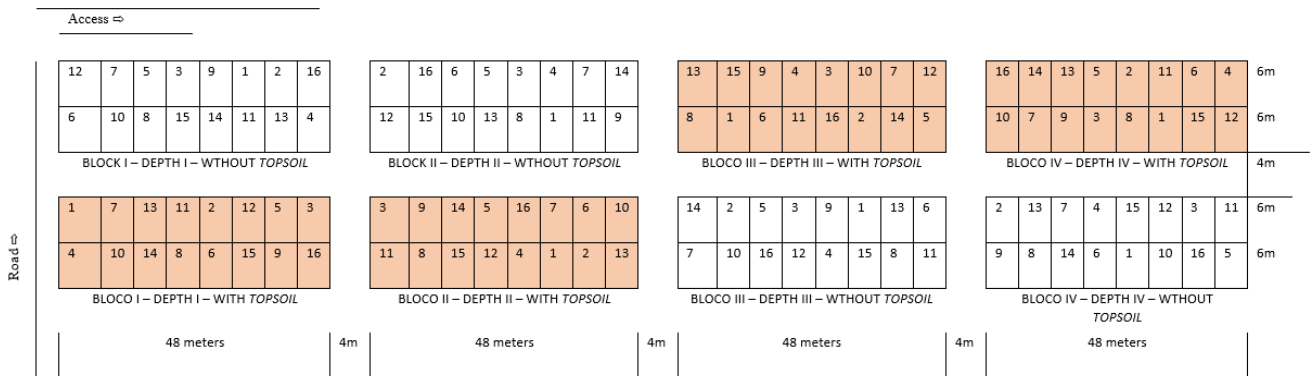 Access ⇨
12 7 5 3 9 1 2 16
6 10 8 15 14 11 13 4
BLOCK I – DEPTH I – WTHOUT TOPSOIL
2 16 6 5 3 4 7 14
12 15 10 13 8 1 11 9
BLOCK II – DEPTH II – WTHOUT TOPSOIL
13 15 9 4 3 10 7 12
8 1 6 11 16 2 14 5
BLOCO III – DEPTH III – WITH TOPSOIL
16 14 13 5 2 11 6 4 6m
10 7 9 3 8 1 15 12 6m
BLOCO IV – DEPTH IV – WITH TOPSOIL
4m
Road ⇨
1 7 13 11 2 12 5 3
4 10 14 8 6 15 9 16
BLOCO I – DEPTH I – WITH TOPSOIL
3 9 14 5 16 7 6 10
11 8 15 12 4 1 2 13
BLOCO II – DEPTH II – WITH TOPSOIL
14 2 5 3 9 1 13 6
7 10 16 12 4 15 8 11
BLOCO III – DEPTH III – WTHOUT TOPSOIL
2 13 7 4 15 12 3 11 6m
9 8 14 6 1 10 16 5 6m
BLOCO IV – DEPTH IV – WTHOUT
TOPSOIL
48 meters 4m 48 meters 4m 48 meters 4m 48 meters